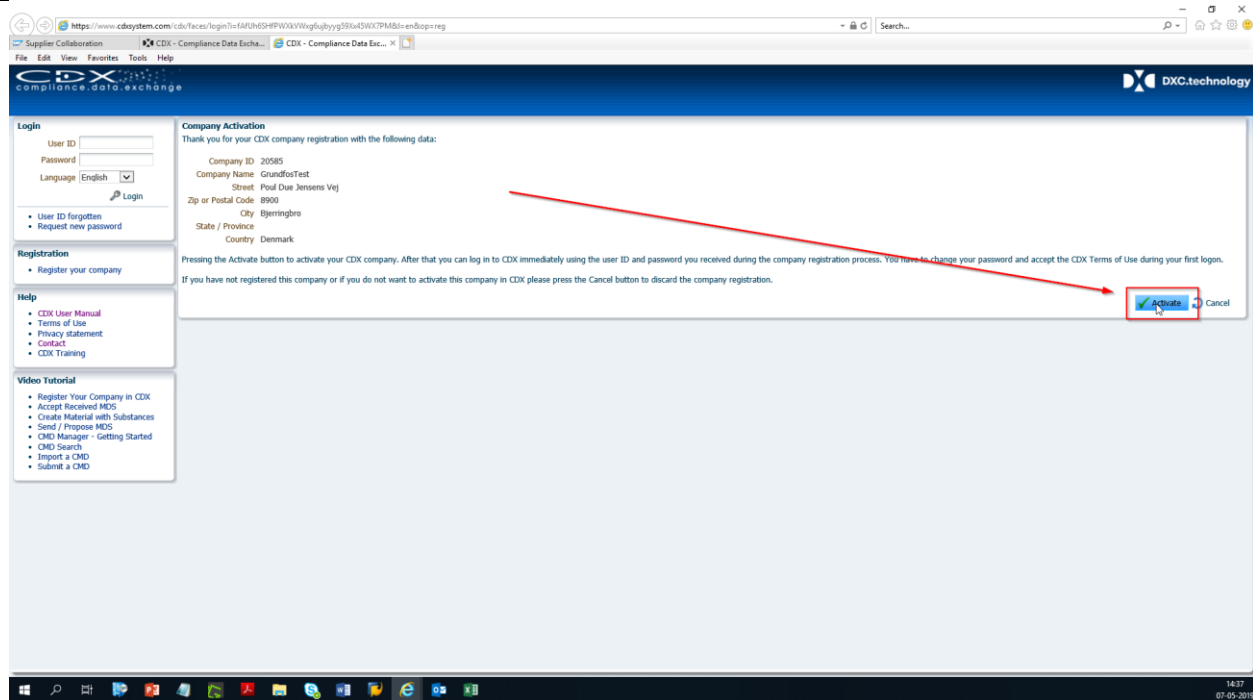 https://www.cdxsystem.com/cdx/faces/login?i=fAfUh6SHfPWXkVWxg6ujbyyg59Xx45WX7PM8&l=en&op=reg
Search...
Supplier Collaboration
CDX - Compliance Data Excha...
CDX - Compliance Data Exc...
File Edit View Favorites Tools Help
CDX
compliance.data.exchange
DXC.technology
Login
User ID
Password
Language English
Login
User ID forgotten
Request new password
Registration
Register your company
Help
CDX User Manual
Terms of Use
Privacy statement
Contact
CDX Training
Video Tutorial
Register Your Company in CDX
Accept Received MDS
Create Material with Substances
Send / Propose MDS
CMD Manager - Getting Started
CMD Search
Import a CMD
Submit a CMD
Company Activation
Thank you for your CDX company registration with the following data:
Company ID 20585
Company Name GrundfosTest
Street Poul Due Jensens Vej
Zip or Postal Code 8900
City Bjerringbro
State / Province
Country Denmark
Pressing the Activate button to activate your CDX company. After that you can log in to CDX immediately using the user ID and password you received during the company registration process. You have to change your password and accept the CDX Terms of Use during your first logon.
If you have not registered this company or if you do not want to activate this company in CDX please press the Cancel button to discard the company registration.
Activate Cancel
14:37
07-05-2019